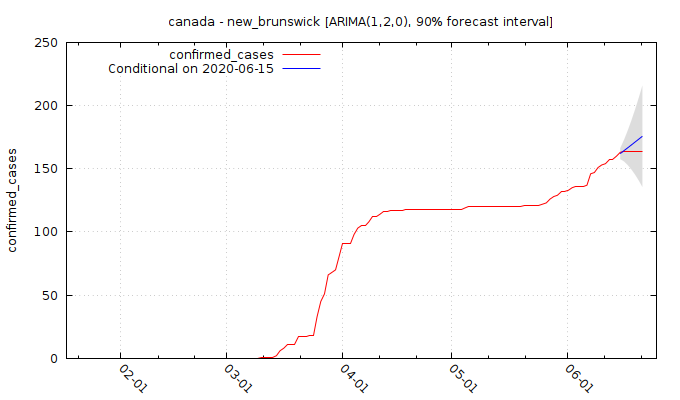 canada - new_brunswick [ARIMA(1,2,0), 90% forecast interval]
confirmed_cases
Conditional on 2020-06-15
250
200
150
100
50
0
confirmed_cases
02-01
03-01
04-01
05-01
06-01